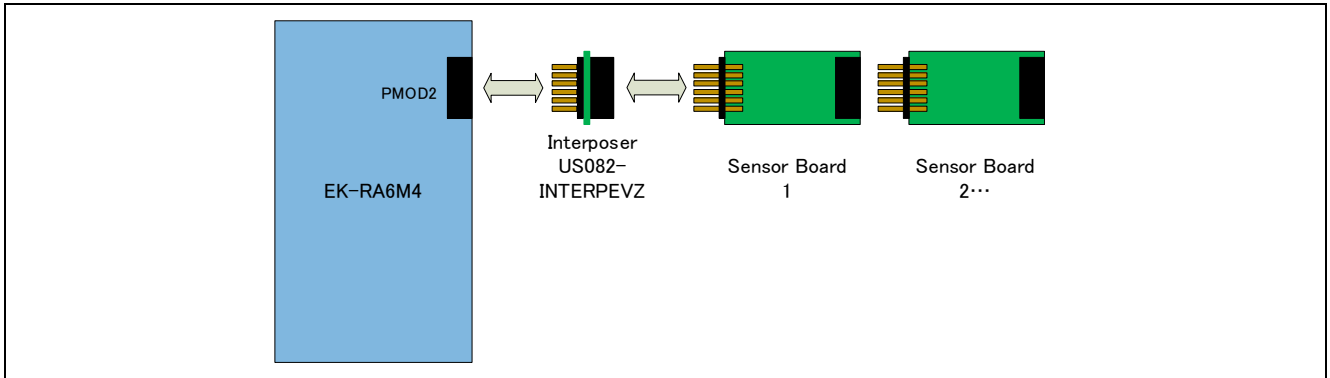 PMOD2
EK-RA6M4
Interposer
US082-
INTERPEVZ
Sensor Board
1
Sensor Board
2…